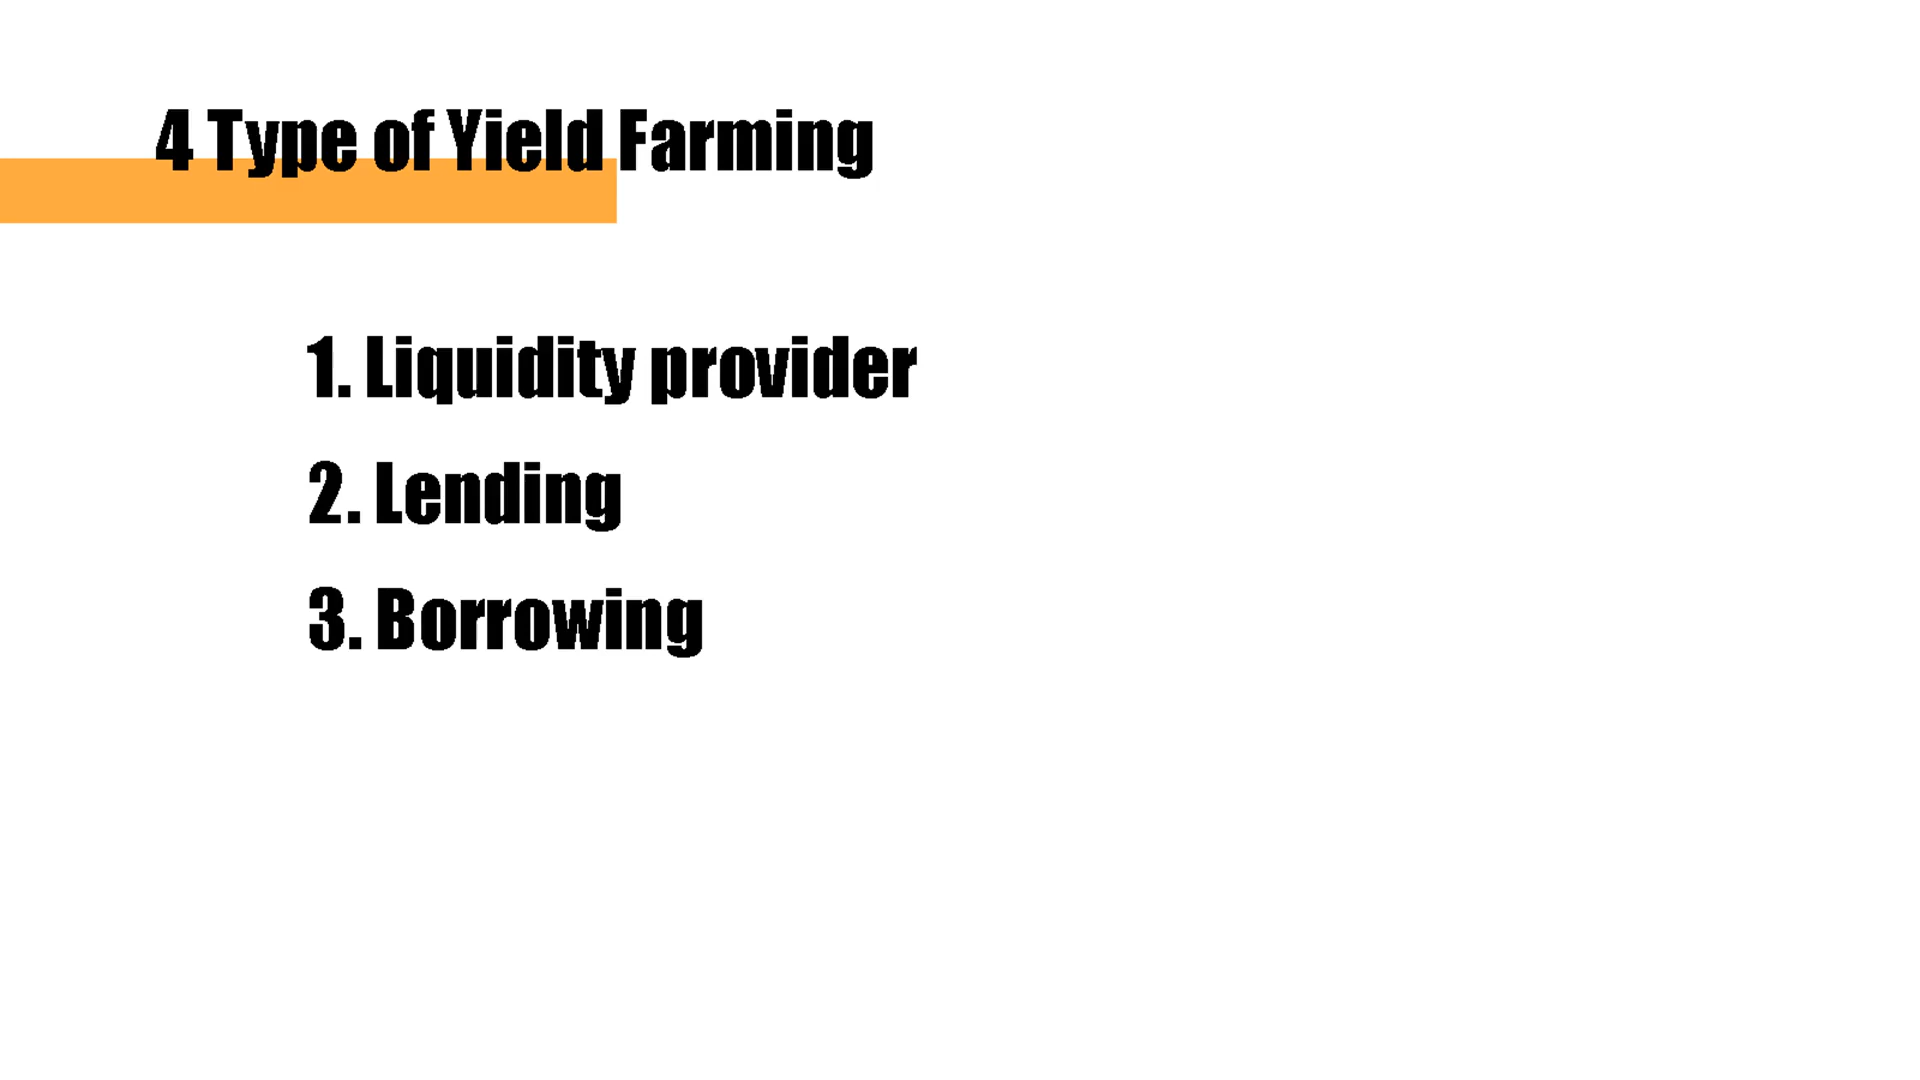 4 Type of Yield Farming
1. Liquidity provider
2. Lending
3. Borrowing